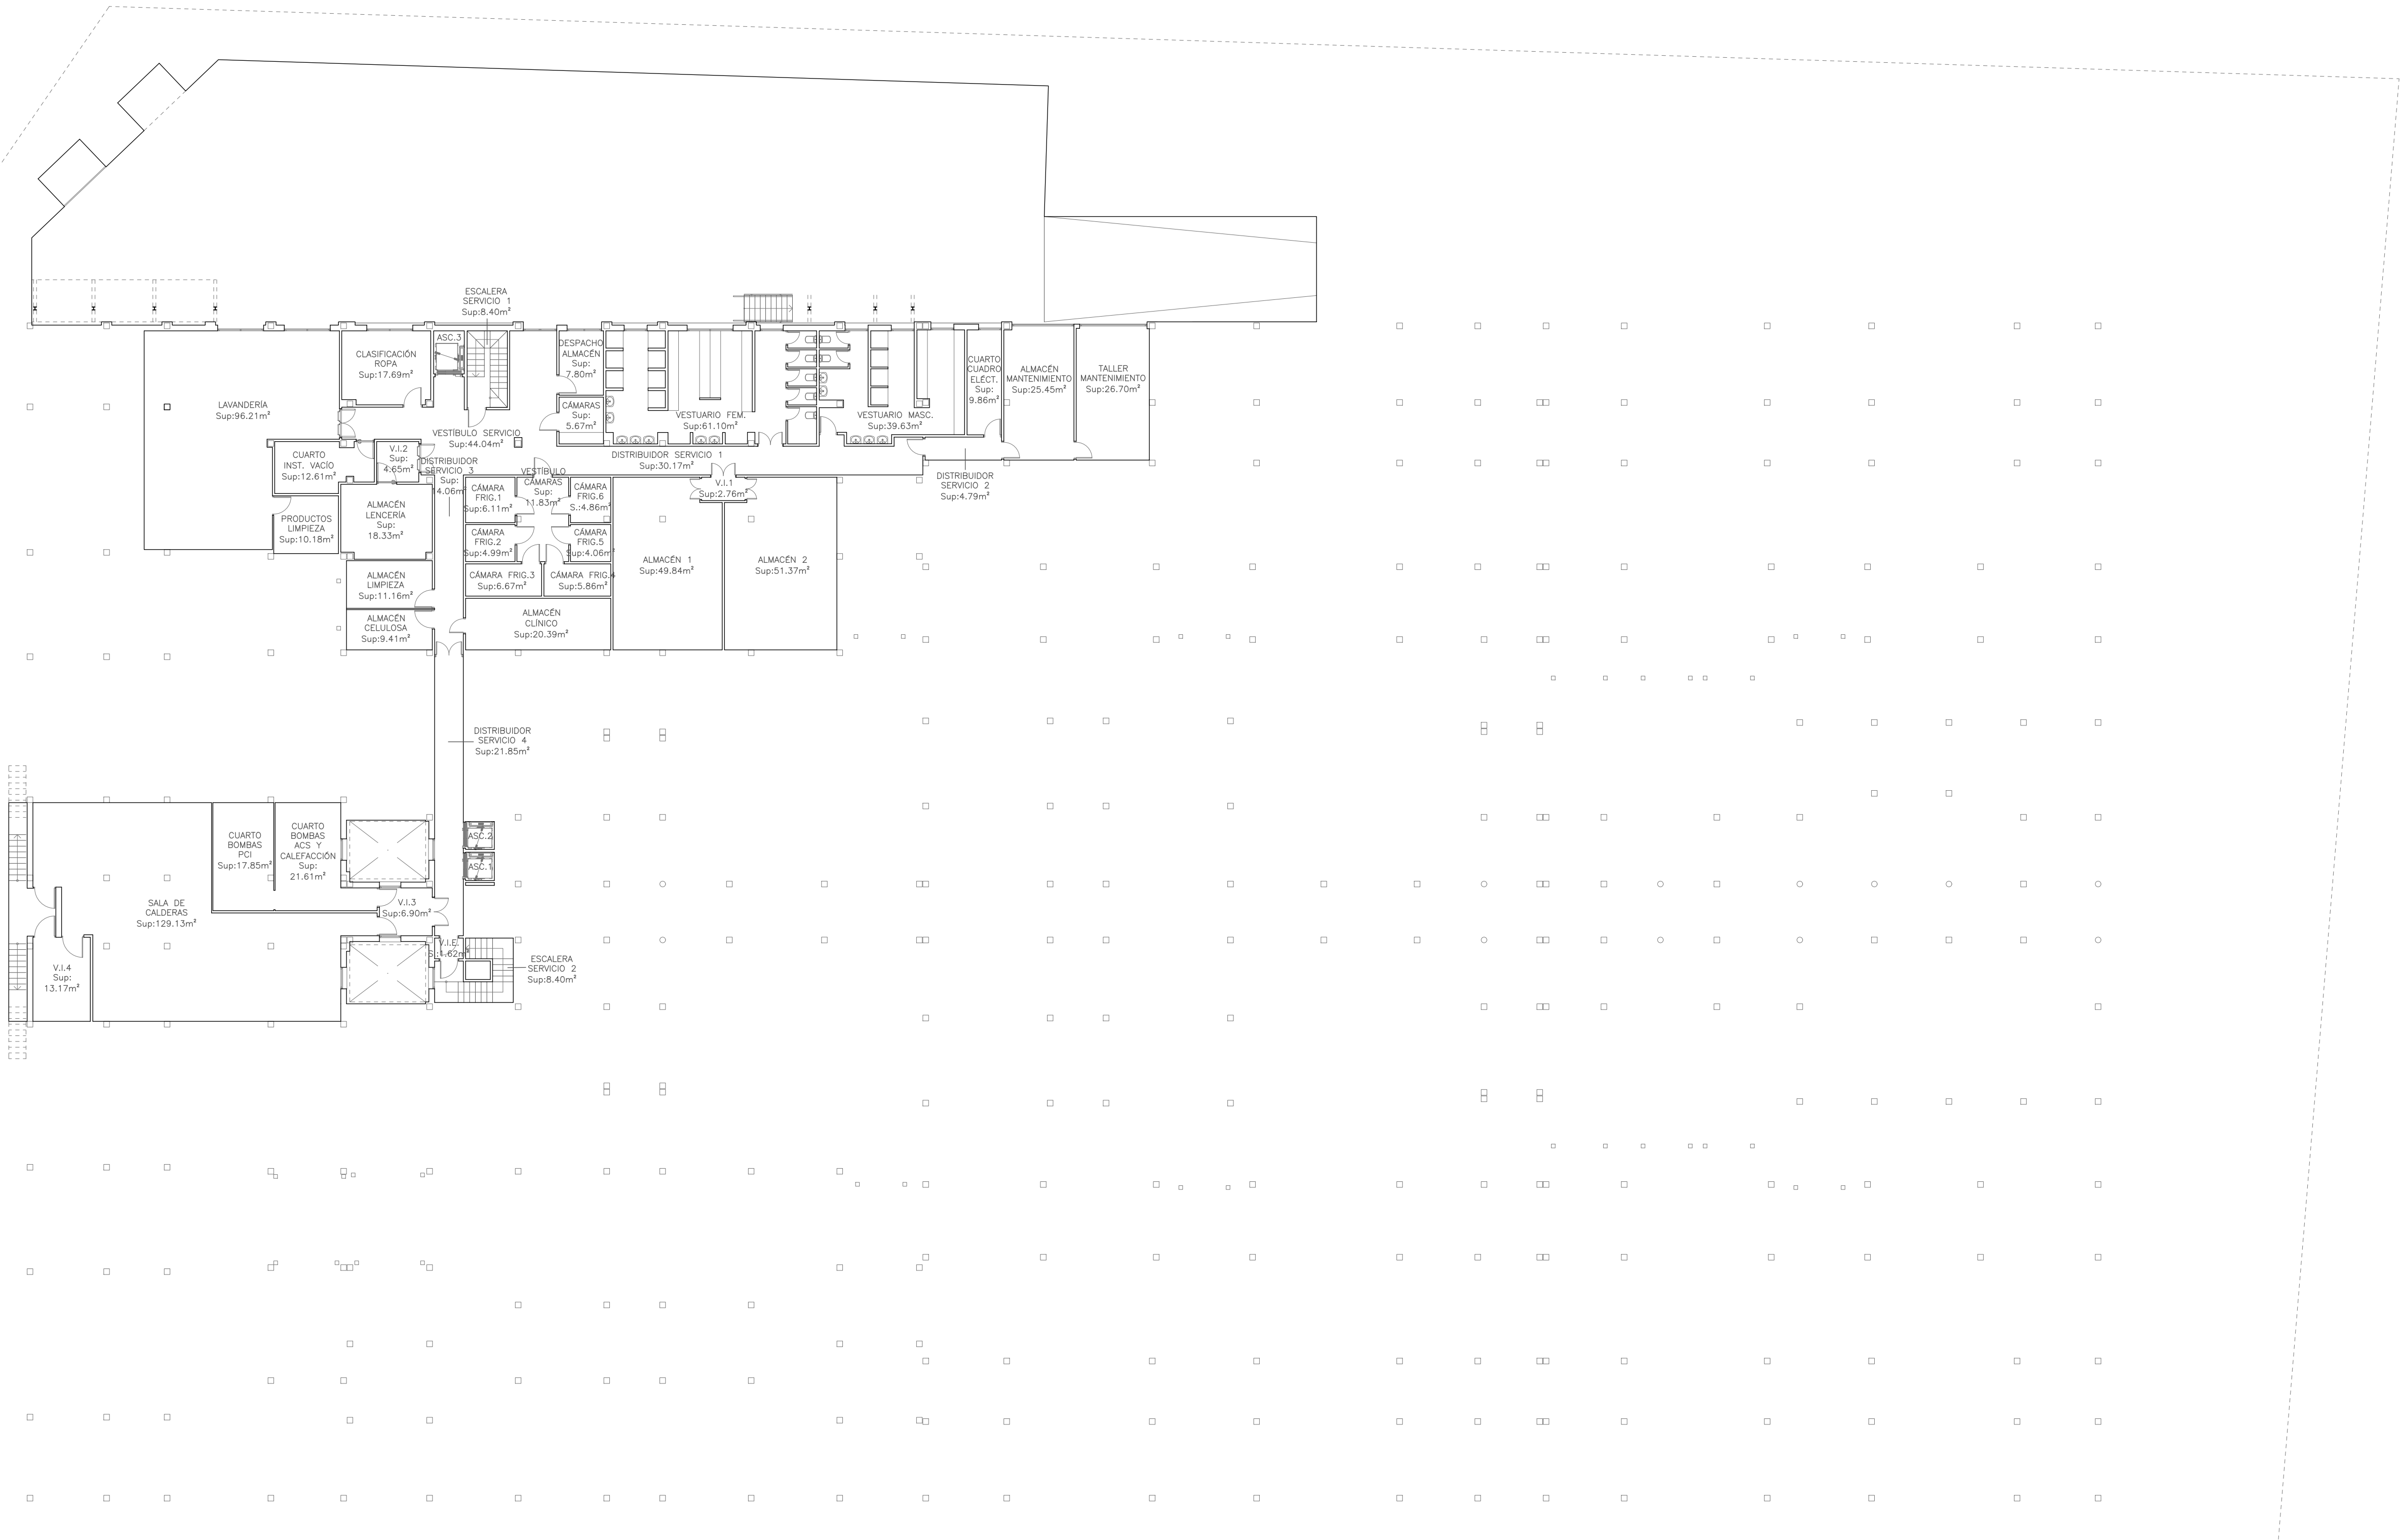 ESCALERA
SERVICIO 1
Sup:8.40m²
ASC.3
CLASIFICACIÓN
ROPA
Sup:17.69m²
DESPACHO
ALMACÉN
Sup:
7.80m²
CÁMARAS
Sup:
5.67m²
LAVANDERÍA
Sup:96.21m²
VESTÍBULO SERVICIO
Sup:44.04m²
VESTUARIO FEM.
Sup:61.10m²
VESTUARIO MASC.
Sup:39.63m²
CUARTO
CUADRO
ELÉCT.
Sup:
9.86m²
ALMACÉN
MANTENIMIENTO
Sup:25.45m²
TALLER
MANTENIMIENTO
Sup:26.70m²
CUARTO
INST. VACÍO
Sup:12.61m²
V.I.2
Sup:
4.65m²
DISTRIBUIDOR
SERVICIO 3
Sup:
14.06m²
DISTRIBUIDOR SERVICIO 1
Sup:30.17m²
VESTÍBULO
CÁMARAS
Sup:
11.83m²
V.I.1
Sup:2.76m²
DISTRIBUIDOR
SERVICIO 2
Sup:4.79m²
PRODUCTOS
LIMPIEZA
Sup:10.18m²
ALMACÉN
LENCERÍA
Sup:
18.33m²
CÁMARA
FRIG.1
Sup:6.11m²
CÁMARA
FRIG.6
S.:4.86m²
CÁMARA
FRIG.2
Sup:4.99m²
CÁMARA
FRIG.5
Sup:4.06m²
CÁMARA FRIG.3
Sup:6.67m²
CÁMARA FRIG.4
Sup:5.86m²
ALMACÉN 1
Sup:49.84m²
ALMACÉN 2
Sup:51.37m²
ALMACÉN
LIMPIEZA
Sup:11.16m²
ALMACÉN
CELULOSA
Sup:9.41m²
ALMACÉN
CLÍNICO
Sup:20.39m²
DISTRIBUIDOR
SERVICIO 4
Sup:21.85m²
CUARTO
BOMBAS
PCI
Sup:17.85m²
CUARTO
BOMBAS
ACS Y
CALEFACCIÓN
Sup:
21.61m²
ASC.2
ASC.1
SALA DE
CALDERAS
Sup:129.13m²
V.I.3
Sup:6.90m²
V.I.E.
S.:1.62m²
ESCALERA
SERVICIO 2
Sup:8.40m²
V.I.4
Sup:
13.17m²